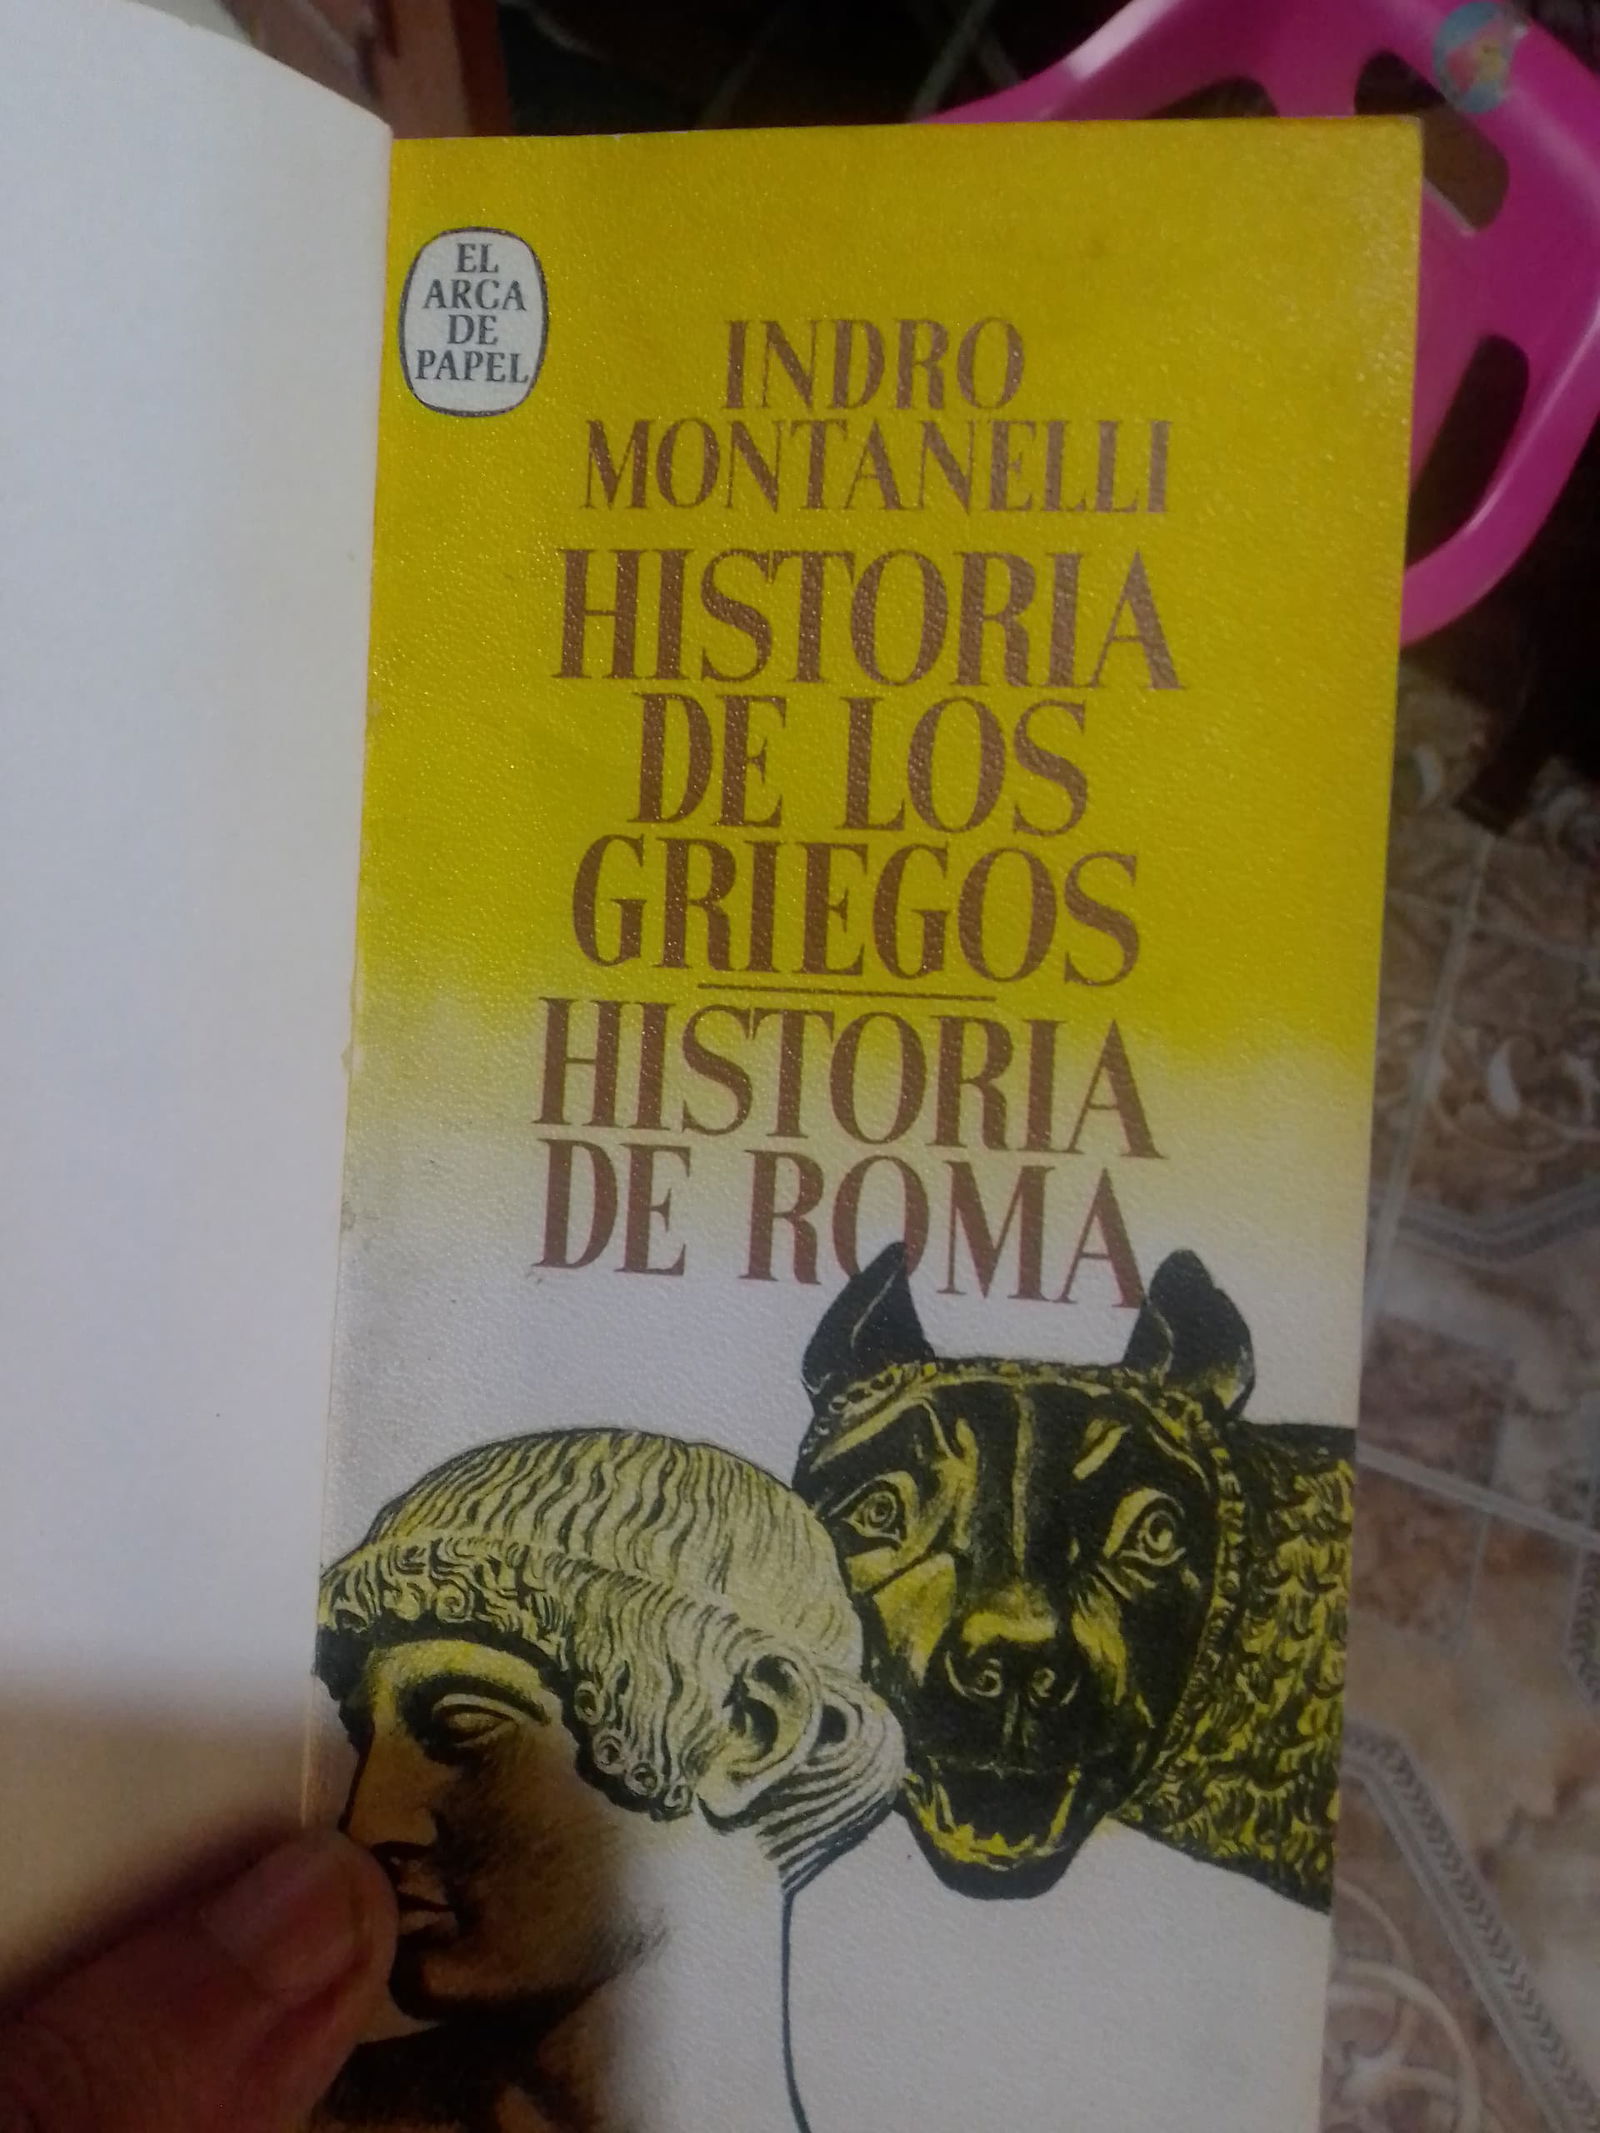 EL
ARCA
DE
PAPEL
INDRO
MONTANELLI
HISTORIA
DE LOS
GRIEGOS
HISTORIA
DE ROMA